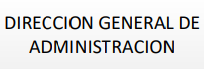 DIRECCION GENERAL DE
ADMINISTRACION